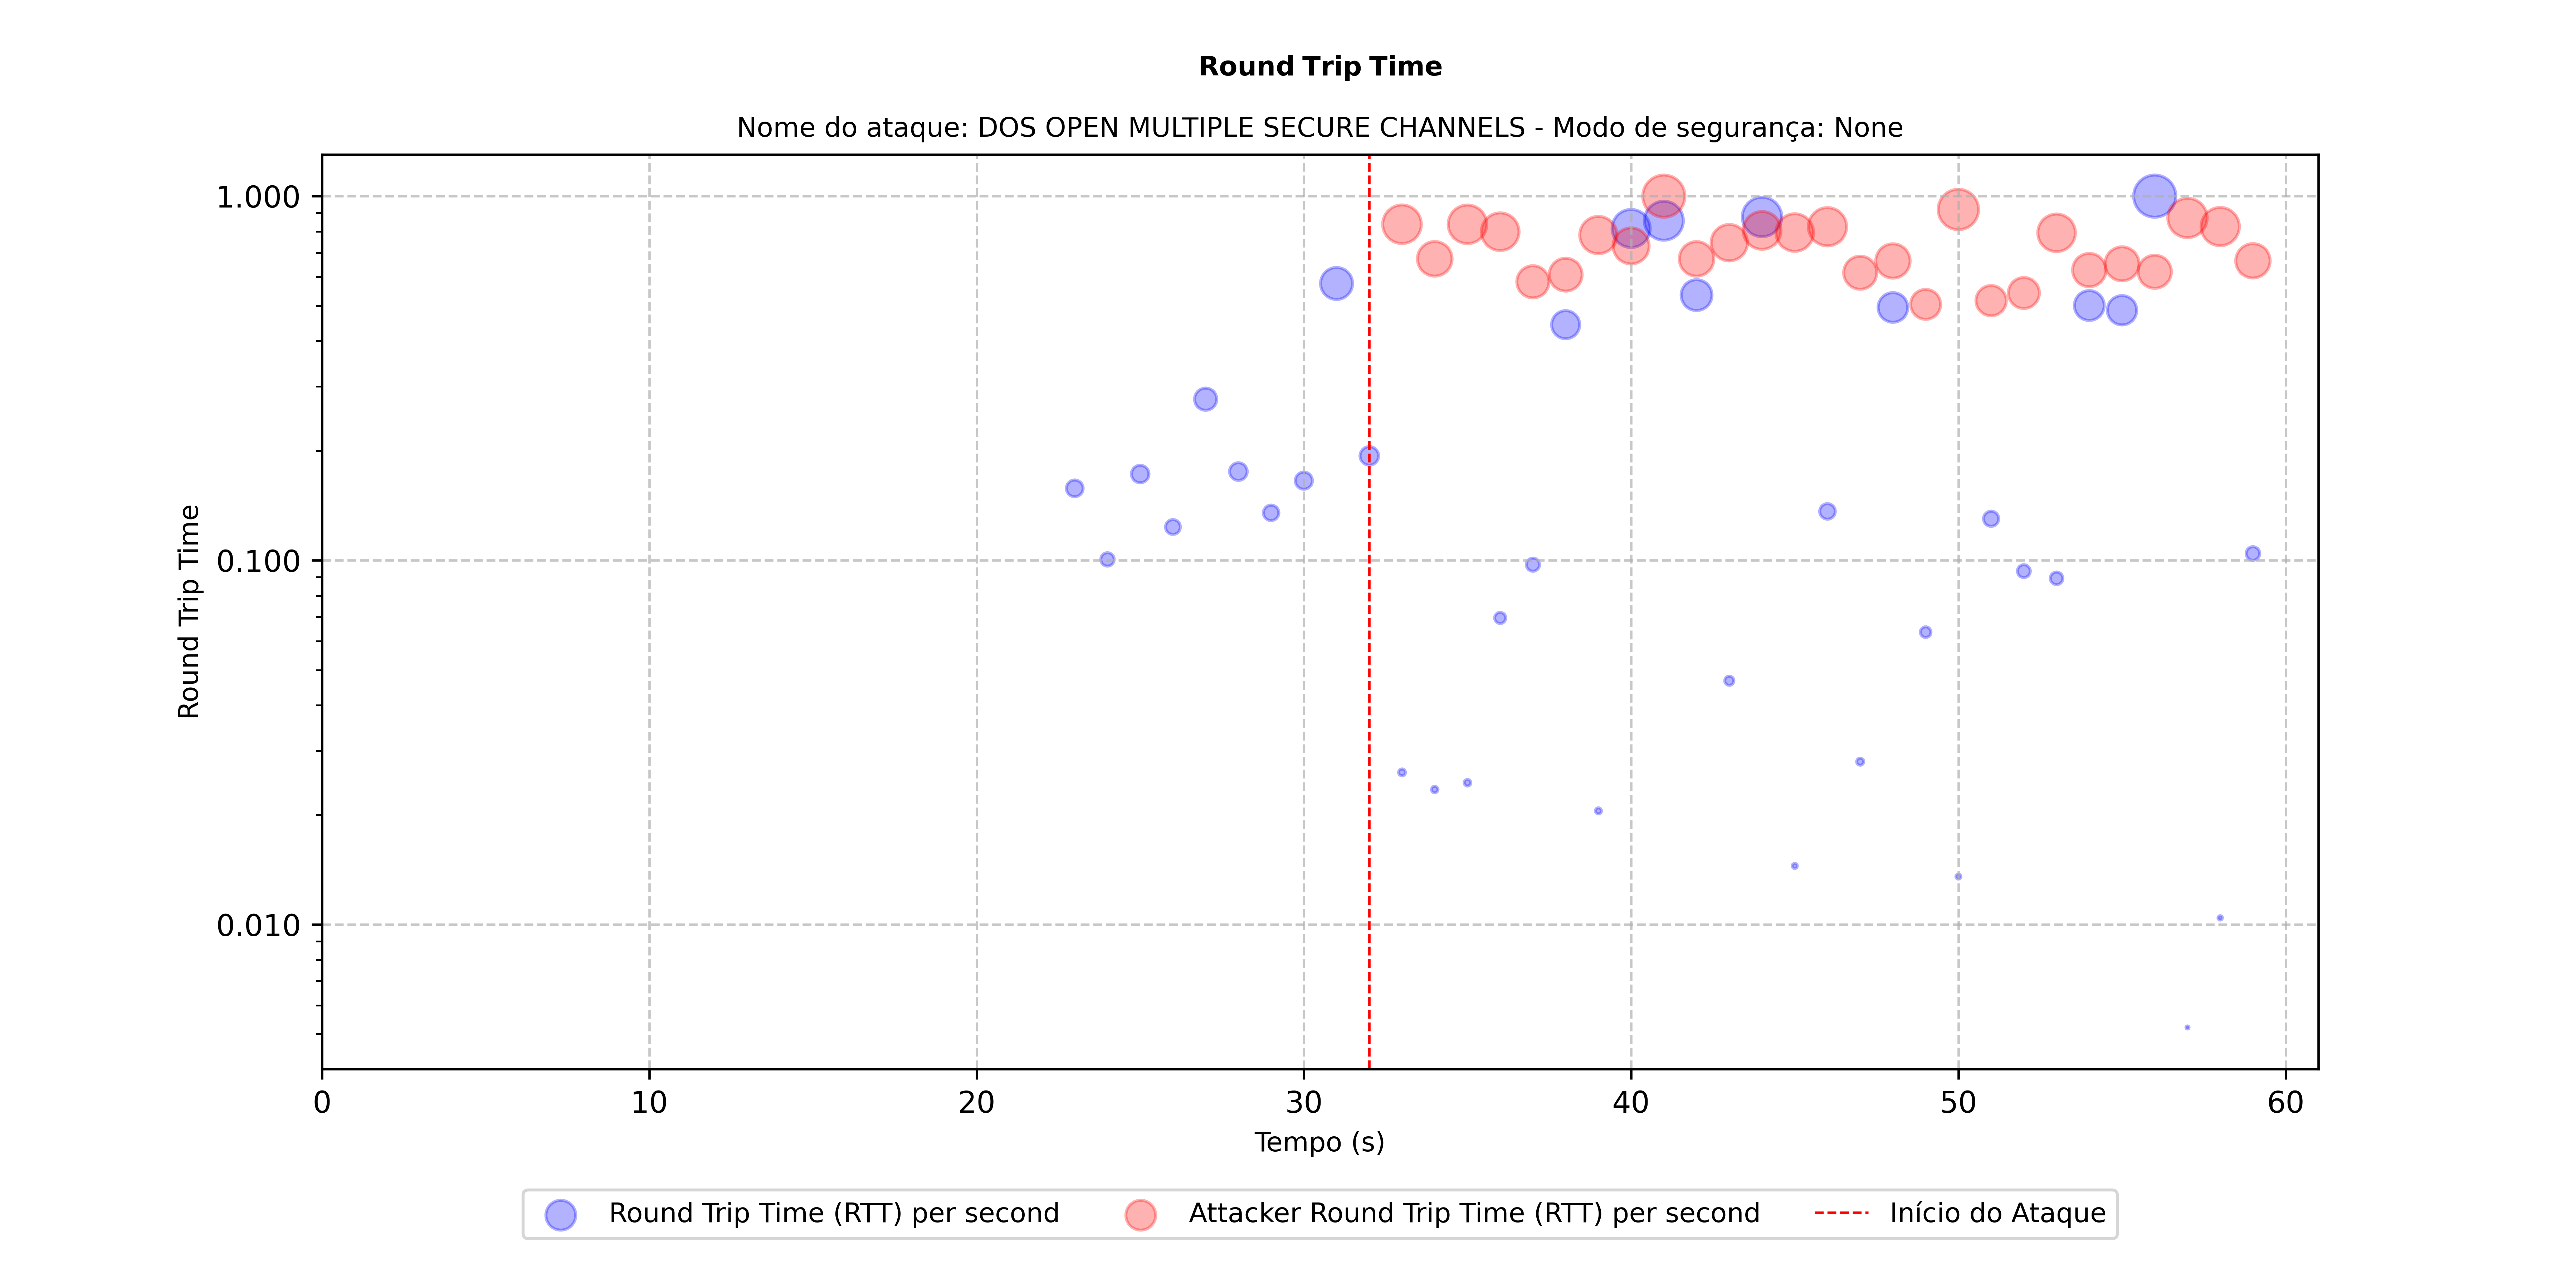 Round Trip Time
Nome do ataque: DOS OPEN MULTIPLE SECURE CHANNELS - Modo de segurança: None
Round Trip Time
1.000
0.100
0.010
0 10 20 30 40 50 60
Tempo (s)
Round Trip Time (RTT) per second Attacker Round Trip Time (RTT) per second Início do Ataque